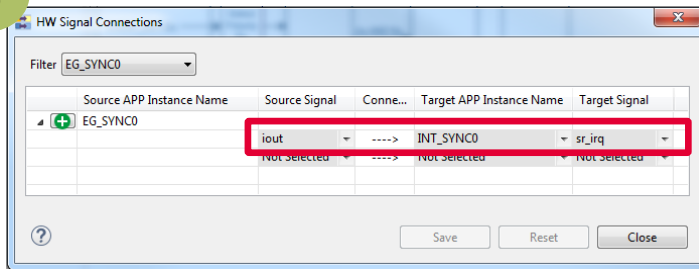 HW Signal Connections
Filter EG_SYNC0
Source APP Instance Name Source Signal Conne... Target APP Instance Name Target Signal
EG_SYNC0
iout ----> INT_SYNC0 sr_irq
Not Selected ----> Not Selected Not Selected
Save Reset Close